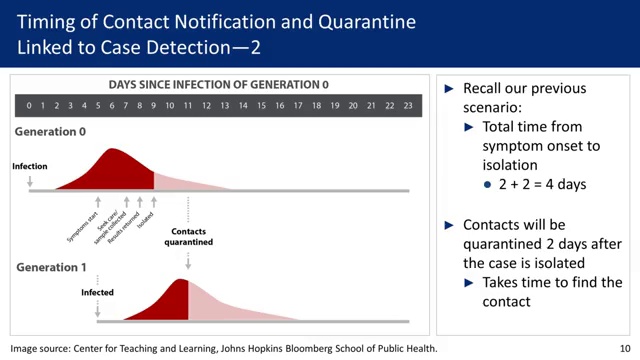 Timing of Contact Notification and Quarantine
Linked to Case Detection—2
DAYS SINCE INFECTION OF GENERATION 0
0 1 2 3 4 5 6 7 8 9 10 11 12 13 14 15 16 17 18 19 20 21 22 23
Generation 0
Infection
Symptoms start
Seek care/
sample collected
Results returned
Isolated
Contacts
quarantined
Generation 1
Infected
► Recall our previous
scenario:
► Total time from
symptom onset to
isolation
● 2 + 2 = 4 days
► Contacts will be
quarantined 2 days after
the case is isolated
► Takes time to find the
contact
Image source: Center for Teaching and Learning, Johns Hopkins Bloomberg School of Public Health.
10